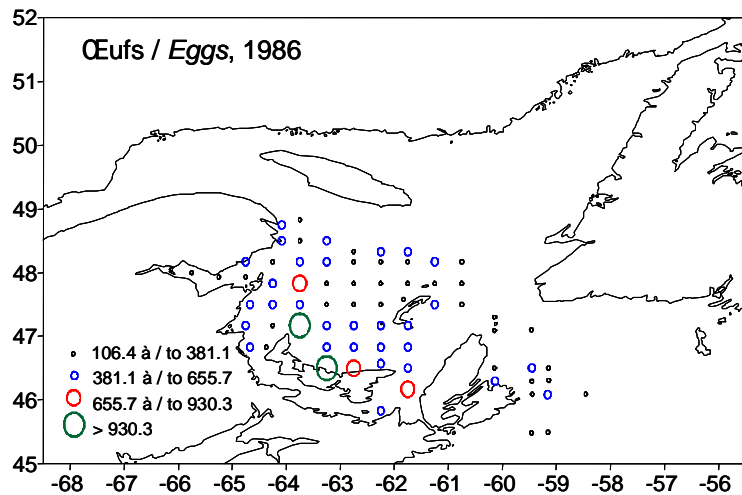 Œufs / Eggs, 1986
52
51
50
49
48
47
46
45
106.4 à / to 381.1
381.1 à / to 655.7
655.7 à / to 930.3
> 930.3
-68 -67 -66 -65 -64 -63 -62 -61 -60 -59 -58 -57 -56